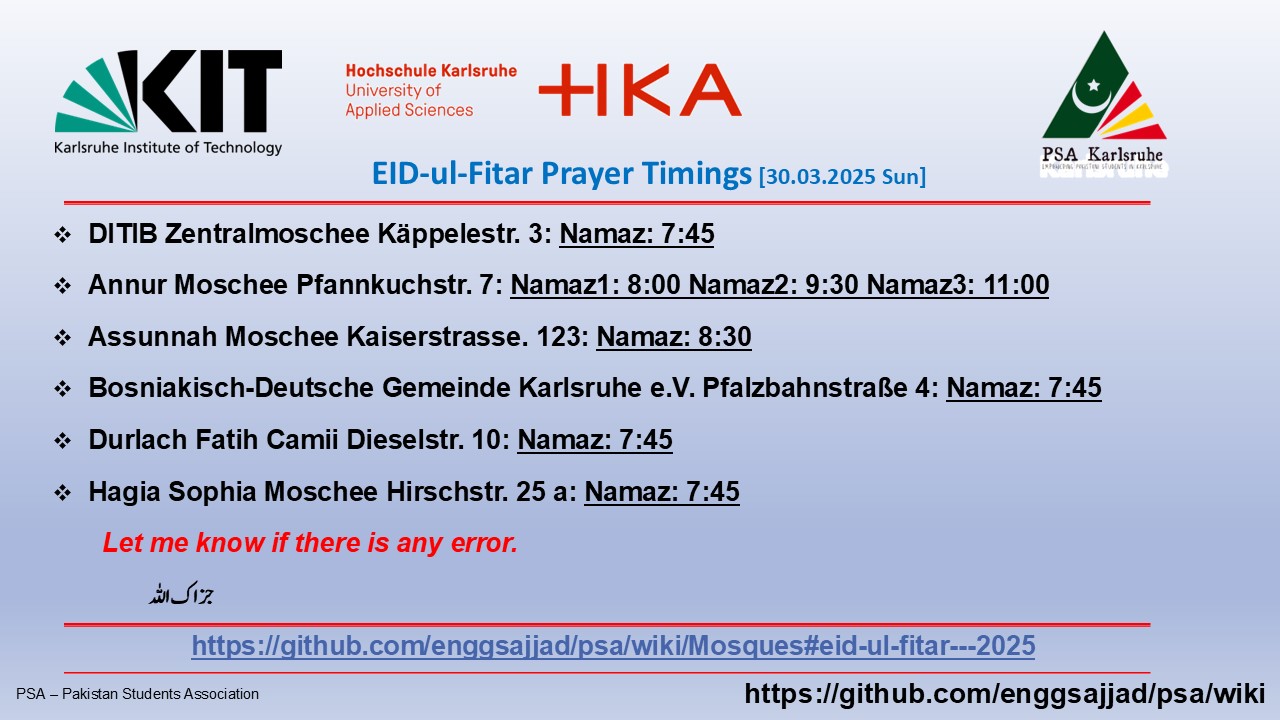 KIT
Karlsruhe Institute of Technology
Hochschule Karlsruhe
University of
Applied Sciences
HKA
PSA Karlsruhe
EMPOWERING PAKISTANI STUDENTS IN KARLSRUHE
EID-ul-Fitar Prayer Timings [30.03.2025 Sun]
❖ DITIB Zentralmoschee Käppelestr. 3: Namaz: 7:45
❖ Annur Moschee Pfannkuchstr. 7: Namaz1: 8:00 Namaz2: 9:30 Namaz3: 11:00
❖ Assunnah Moschee Kaiserstrasse. 123: Namaz: 8:30
❖ Bosniakisch-Deutsche Gemeinde Karlsruhe e.V. Pfalzbahnstraße 4: Namaz: 7:45
❖ Durlach Fatih Camii Dieselstr. 10: Namaz: 7:45
❖ Hagia Sophia Moschee Hirschstr. 25 a: Namaz: 7:45
Let me know if there is any error.
جزاک اللہ
https://github.com/enggsajjad/psa/wiki/Mosques#eid-ul-fitar---2025
PSA – Pakistan Students Association
https://github.com/enggsajjad/psa/wiki